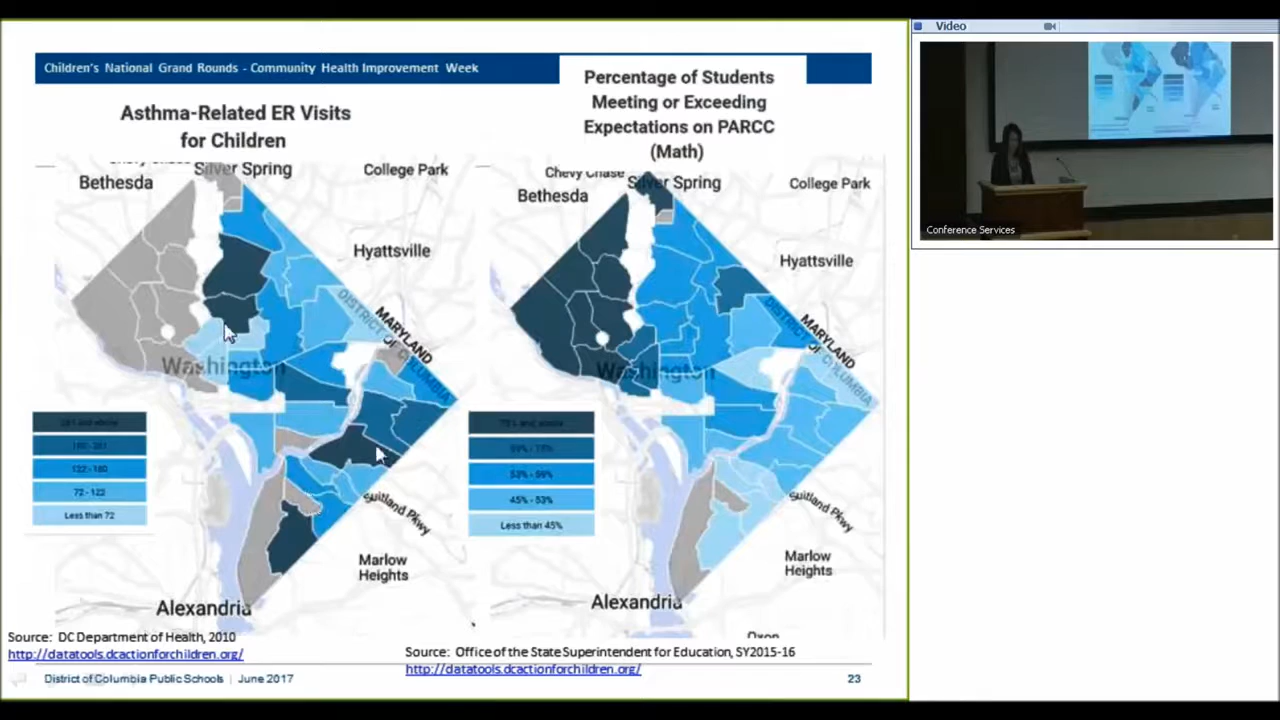 Children's National Grand Rounds - Community Health Improvement Week
Asthma-Related ER Visits
for Children
Percentage of Students
Meeting or Exceeding
Expectations on PARCC
(Math)
Silver Spring
Bethesda
College Park
Hyattsville
MARYLAND
DISTRICT OF COLUMBIA
Washington
122 - 180
72 - 122
Less than 72
Suitland Pkwy
Marlow
Heights
Alexandria
Chevy Chase
Silver Spring
Bethesda
College Park
Hyattsville
MARYLAND
DISTRICT OF COLUMBIA
Washington
59% - 75%
53% - 59%
45% - 53%
Less than 45%
Suitland Pkwy
Marlow
Heights
Alexandria
Source: DC Department of Health, 2010
http://datatools.dcactionforchildren.org/
Source: Office of the State Superintendent for Education, SY2015-16
http://datatools.dcactionforchildren.org/
District of Columbia Public Schools | June 2017
23
Video
Conference Services